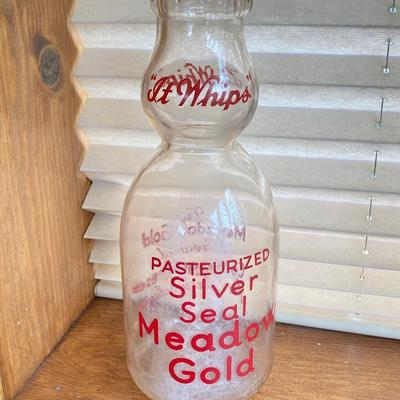 "It Whips"
PASTEURIZED
Silver
Seal
Meadow
Gold